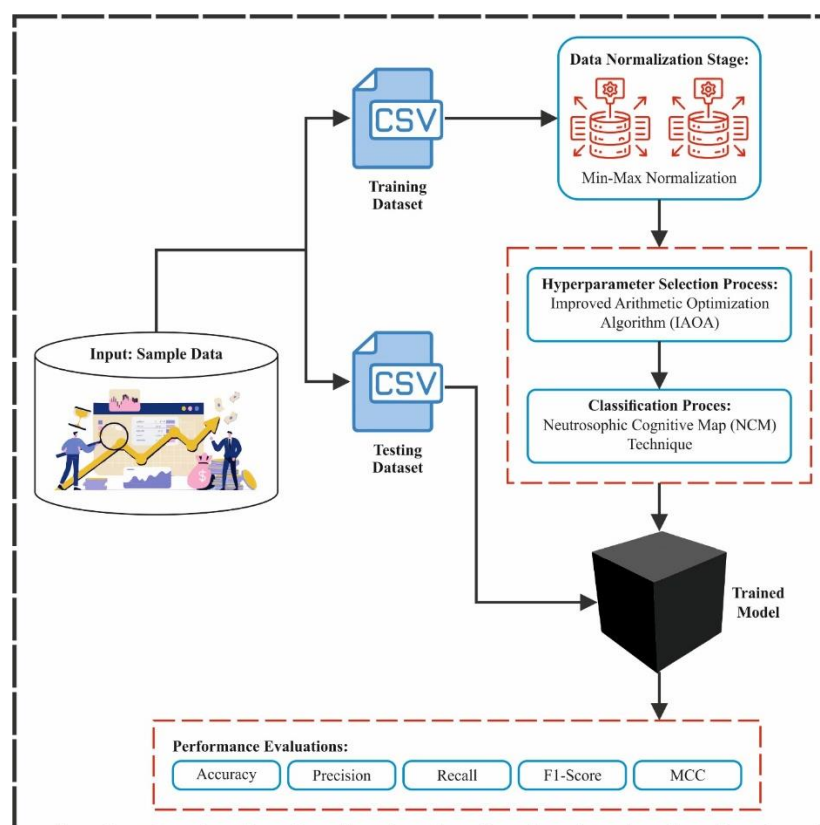 Data Normalization Stage:
CSV
Min-Max Normalization
Training
Dataset
Hyperparameter Selection Process:
Improved Arithmetic Optimization
Algorithm (IAOA)
Input: Sample Data
CSV
Classification Proces:
Neutrosophic Cognitive Map (NCM)
Technique
Testing
Dataset
$
Trained
Model
Performance Evaluations:
Accuracy
Precision
Recall
F1-Score
MCC